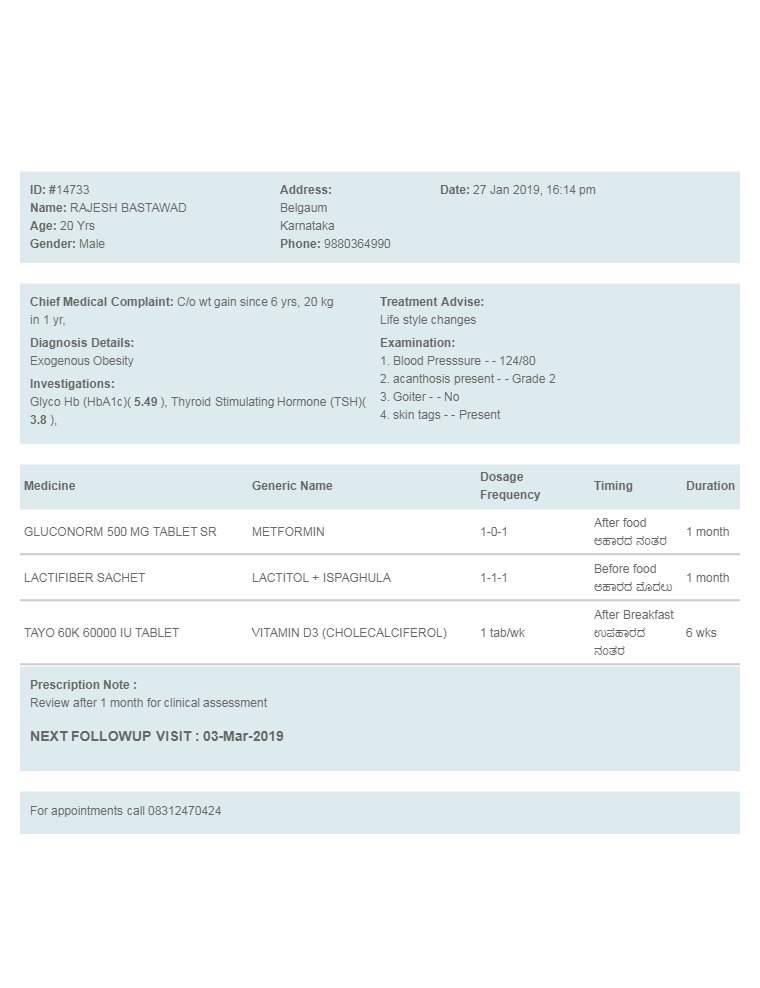 ID: #14733
Name: RAJESH BASTAWAD
Age: 20 Yrs
Gender: Male
Address:
Belgaum
Karnataka
Phone: 9880364990
Date: 27 Jan 2019, 16:14 pm
Chief Medical Complaint: C/o wt gain since 6 yrs, 20 kg
in 1 yr,
Diagnosis Details:
Exogenous Obesity
Investigations:
Glyco Hb (HbA1c)( 5.49 ), Thyroid Stimulating Hormone (TSH)(
3.8 ),
Treatment Advise:
Life style changes
Examination:
1. Blood Presssure - - 124/80
2. acanthosis present - - Grade 2
3. Goiter - - No
4. skin tags - - Present
Medicine Generic Name Dosage Frequency Timing Duration
GLUCONORM 500 MG TABLET SR METFORMIN 1-0-1 After food 1 month
ಆಹಾರದ ನಂತರ
LACTIFIBER SACHET LACTITOL + ISPAGHULA 1-1-1 Before food 1 month
ಆಹಾರದ ಮೊದಲು
TAYO 60K 60000 IU TABLET VITAMIN D3 (CHOLECALCIFEROL) 1 tab/wk After Breakfast 6 wks
ಉಪಹಾರದ
ನಂತರ
Prescription Note :
Review after 1 month for clinical assessment
NEXT FOLLOWUP VISIT : 03-Mar-2019
For appointments call 08312470424